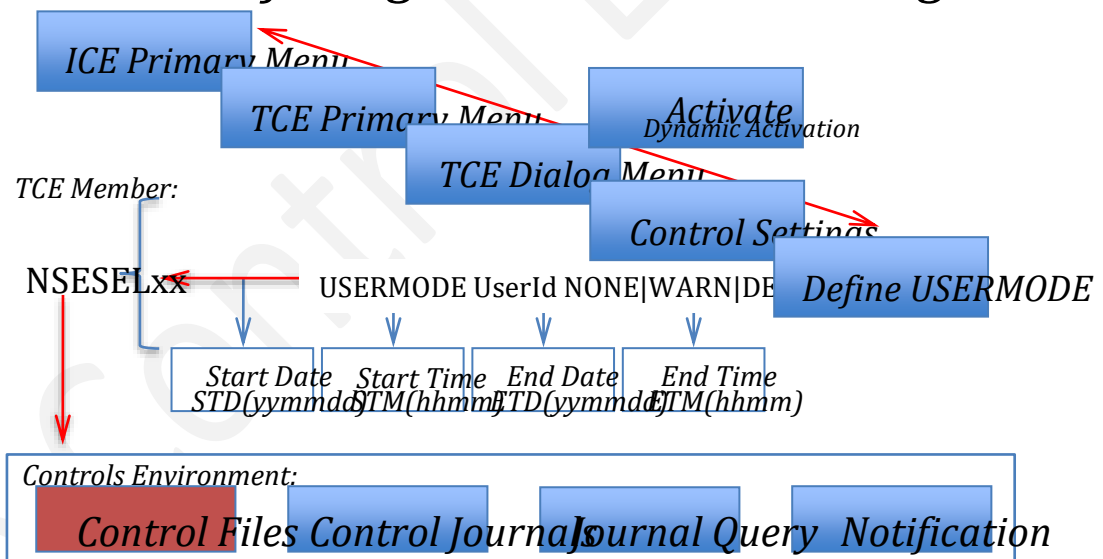 ICE Primary Menu
TCE Primary Menu
Activate
Dynamic Activation
TCE Dialog Menu
TCE Member:
Control Settings
NSESELxx
USERMODE UserId NONE|WARN|DE
Define USERMODE
Start Date
STD(yymmdd)
Start Time
STM(hhmm)
End Date
ETD(yymmdd)
End Time
ETM(hhmm)
Controls Environment:
Control Files
Control Journals
Journal Query
Notification